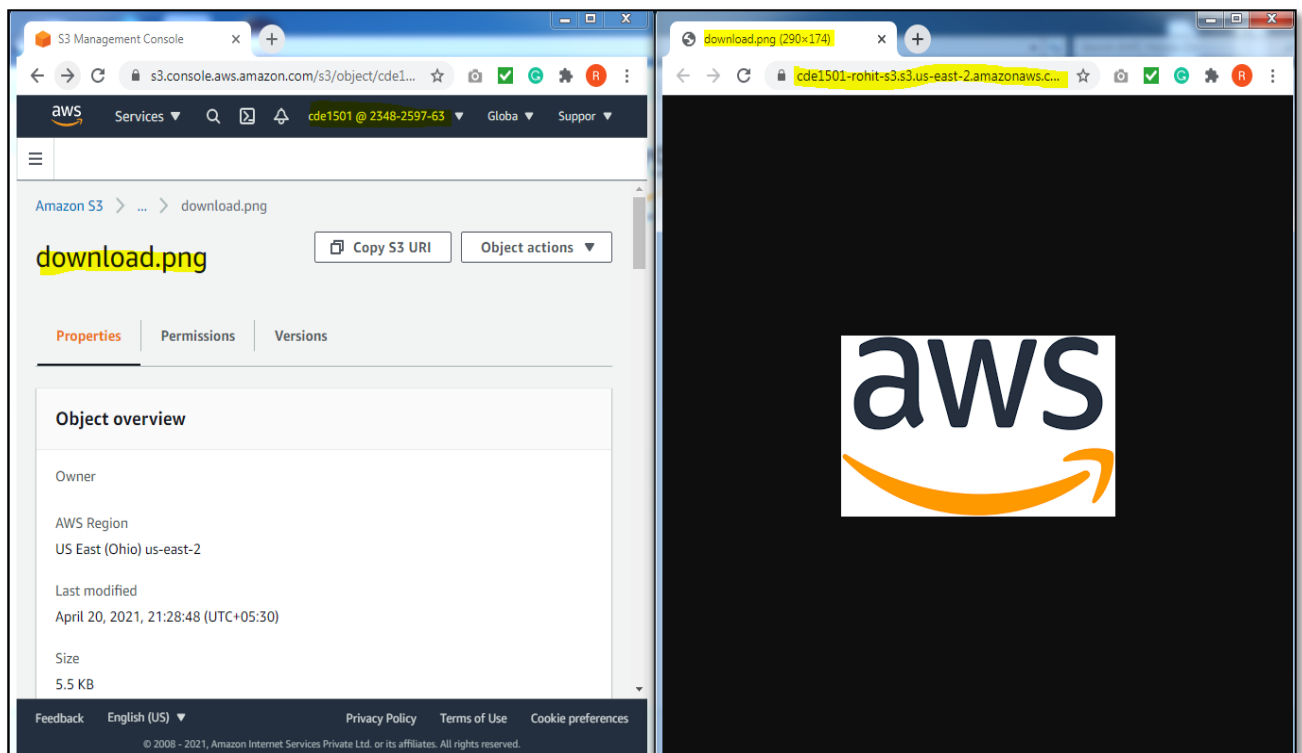 S3 Management Console
s3.console.aws.amazon.com/s3/object/cde1...
R
aws
Services
cde1501 @ 2348-2597-63
Globa
Suppor
Amazon S3 > ... > download.png
download.png
Copy S3 URI
Object actions
Properties
Permissions
Versions
Object overview
Owner
AWS Region
US East (Ohio) us-east-2
Last modified
April 20, 2021, 21:28:48 (UTC+05:30)
Size
5.5 KB
Feedback
English (US)
Privacy Policy
Terms of Use
Cookie preferences
© 2008 - 2021, Amazon Internet Services Private Ltd. or its affiliates. All rights reserved.
download.png (290×174)
cde1501-rohit-s3.s3.us-east-2.amazonaws.c...
R
aws